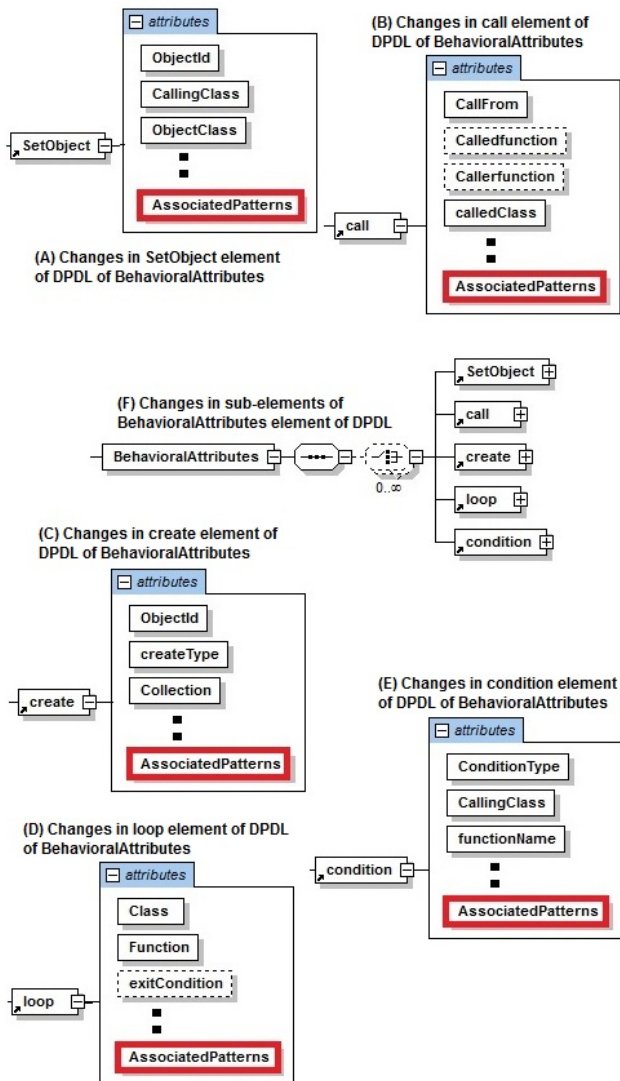 attributes
ObjectId
CallingClass
ObjectClass
SetObject
AssociatedPatterns
(A) Changes in SetObject element
of DPDL of BehavioralAttributes
(B) Changes in call element of
DPDL of BehavioralAttributes
attributes
CallFrom
Calledfunction
Callerfunction
calledClass
call
AssociatedPatterns
(F) Changes in sub-elements of
BehavioralAttributes element of DPDL
BehavioralAttributes
0..∞
SetObject
call
create
loop
condition
(C) Changes in create element of
DPDL of BehavioralAttributes
attributes
ObjectId
createType
Collection
create
AssociatedPatterns
(E) Changes in condition element
of DPDL of BehavioralAttributes
attributes
ConditionType
CallingClass
functionName
condition
AssociatedPatterns
(D) Changes in loop element of DPDL
of BehavioralAttributes
attributes
Class
Function
exitCondition
loop
AssociatedPatterns